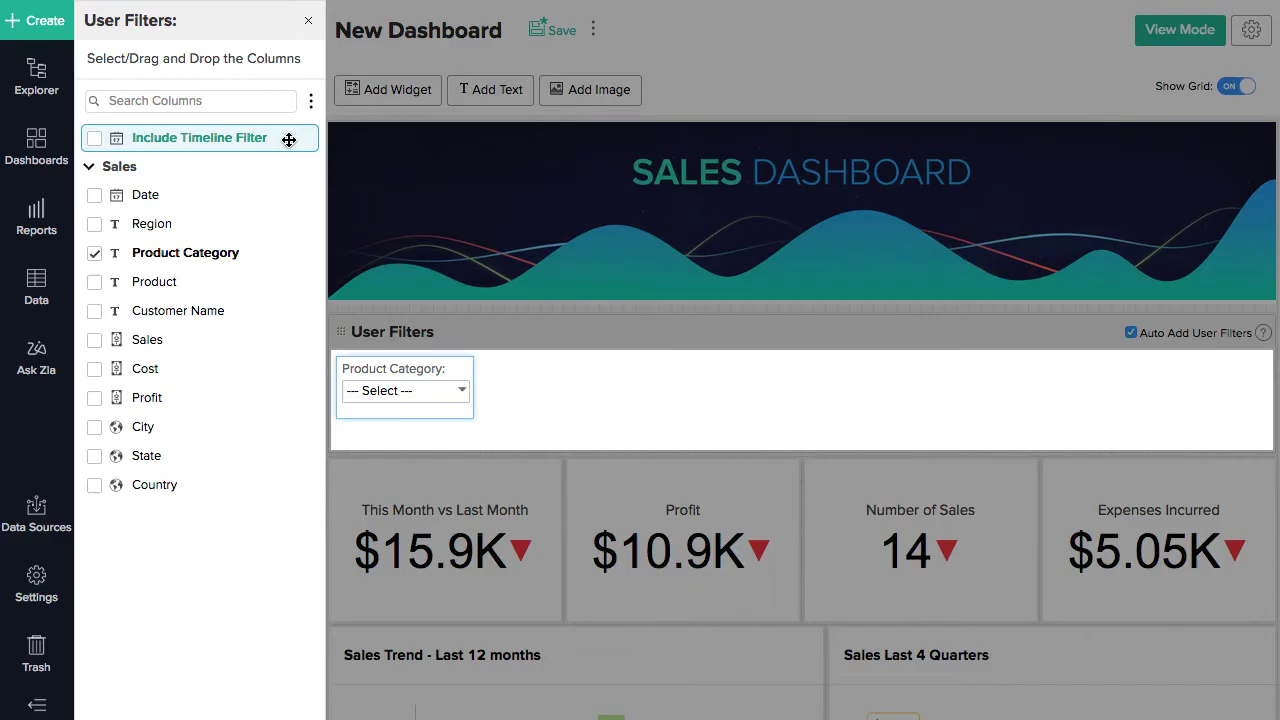 Create
Explorer
Dashboards
Reports
Data
Ask Zia
Data Sources
Settings
Trash
User Filters:
Select/Drag and Drop the Columns
Search Columns
17 Include Timeline Filter
Sales
17 Date
T Region
T Product Category
T Product
T Customer Name
Sales
Cost
Profit
City
State
Country
New Dashboard
Save
View Mode
Add Widget
T Add Text
Add Image
Show Grid: ON
SALES DASHBOARD
User Filters
Auto Add User Filters ?
Product Category:
--- Select ---
This Month vs Last Month
$15.9K
Profit
$10.9K
Number of Sales
14
Expenses Incurred
$5.05K
Sales Trend - Last 12 months
Sales Last 4 Quarters